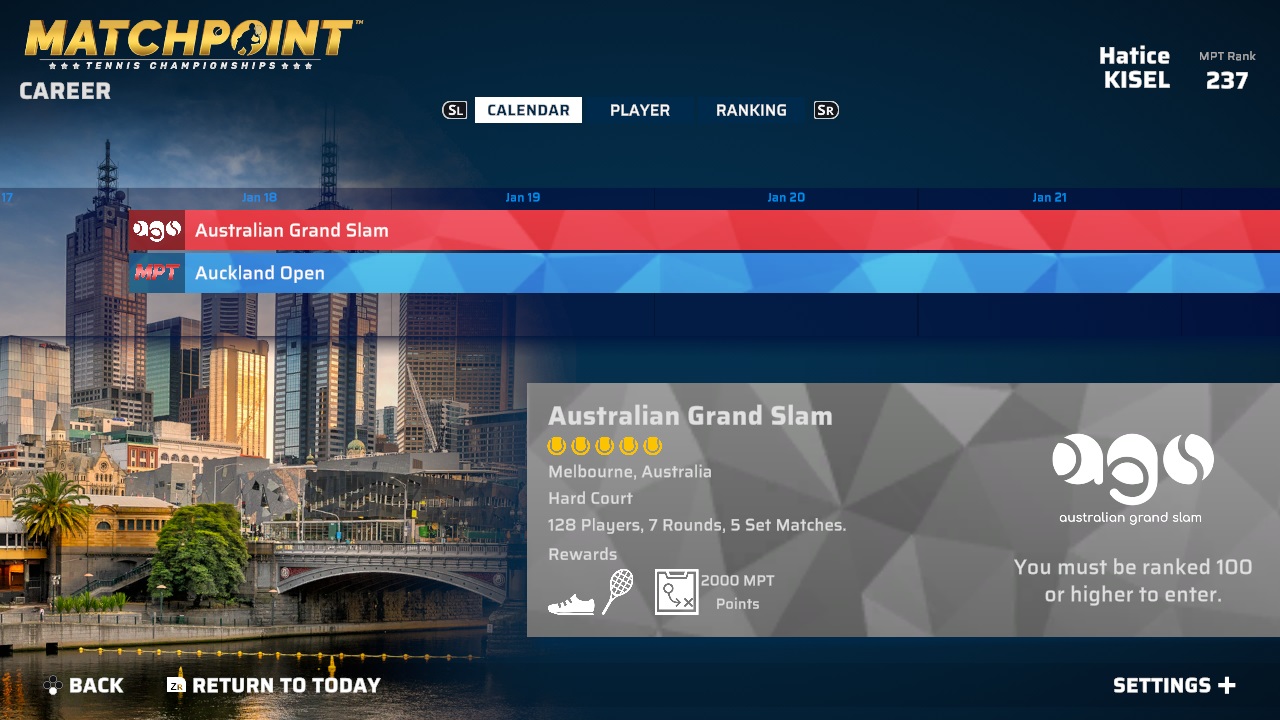 MATCHPOINT™
TENNIS CHAMPIONSHIPS
CAREER
Hatice
KISEL
MPT Rank
237
SL CALENDAR PLAYER RANKING SR
17 Jan 18 Jan 19 Jan 20 Jan 21
ags Australian Grand Slam
MPT Auckland Open
Australian Grand Slam
Melbourne, Australia
Hard Court
128 Players, 7 Rounds, 5 Set Matches.
Rewards
2000 MPT
Points
ags
australian grand slam
You must be ranked 100
or higher to enter.
BACK
ZR RETURN TO TODAY
SETTINGS +